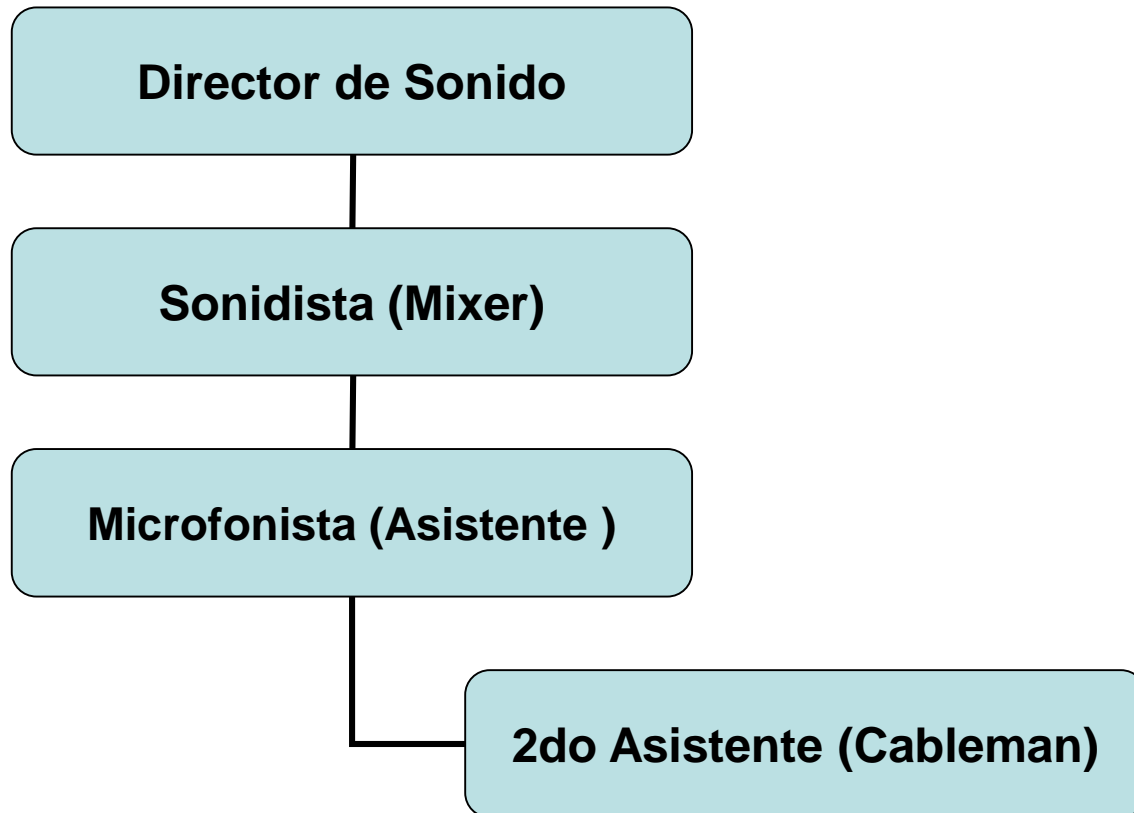 Director de Sonido
Sonidista (Mixer)
Microfonista (Asistente )
2do Asistente (Cableman)